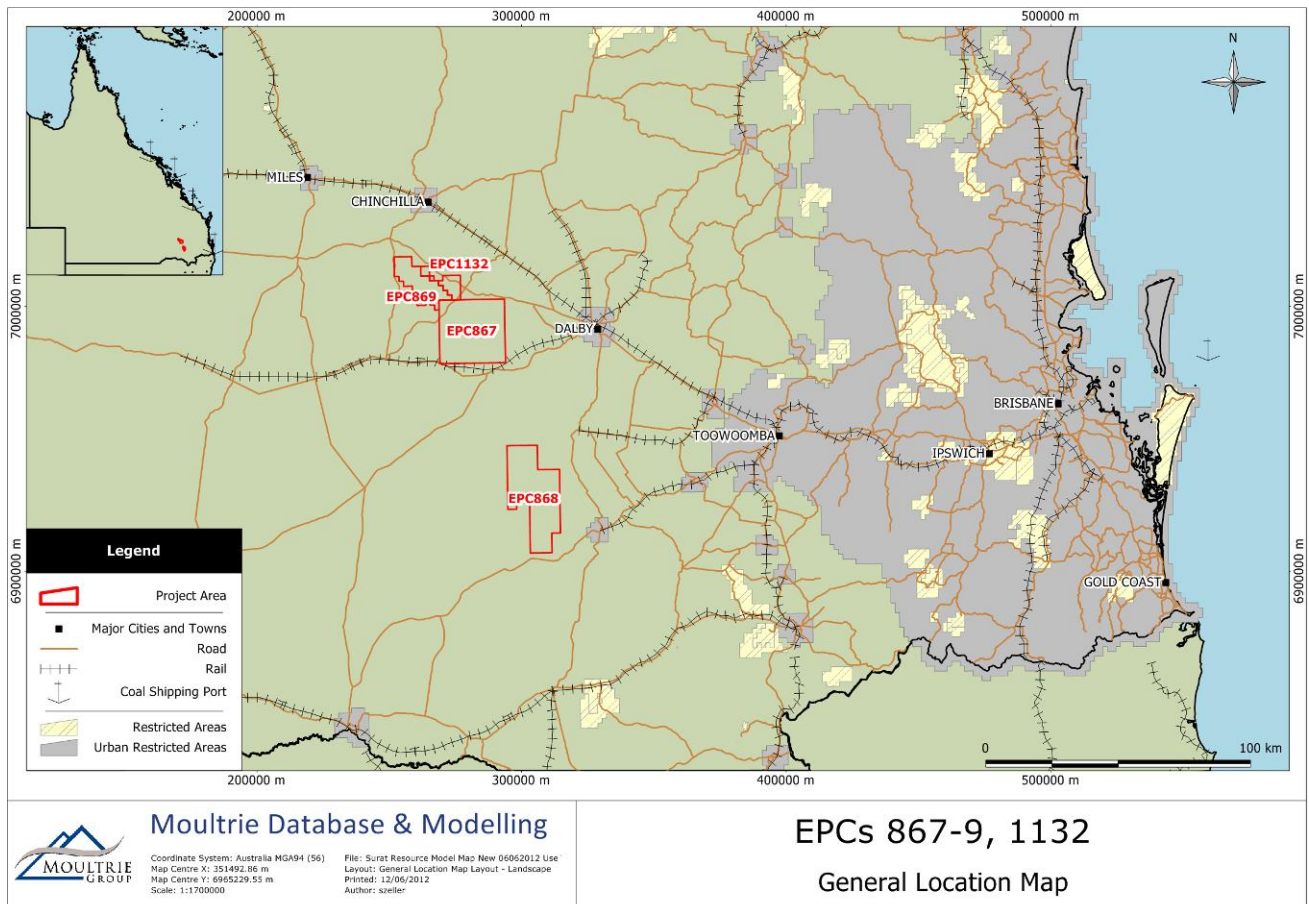 200000 m
300000 m
400000 m
500000 m
N
MILES
CHINCHILLA
EPC1132
EPC869
EPC867
DALBY
7000000 m
7000000 m
BRISBANE
TOOWOOMBA
IPSWICH
EPC868
Legend
Project Area
Major Cities and Towns
Road
Rail
Coal Shipping Port
Restricted Areas
Urban Restricted Areas
6900000 m
6900000 m
GOLD COAST
0
100 km
200000 m
300000 m
400000 m
500000 m
MOULTRIE
GROUP
Moultrie Database & Modelling
Coordinate System: Australia MGA94 (56)
Map Centre X: 351492.86 m
Map Centre Y: 6965229.55 m
Scale: 1:1700000
File: Surat Resource Model Map New 06062012 Use
Layout: General Location Map Layout - Landscape
Printed: 12/06/2012
Author: szeller
EPCs 867-9, 1132
General Location Map